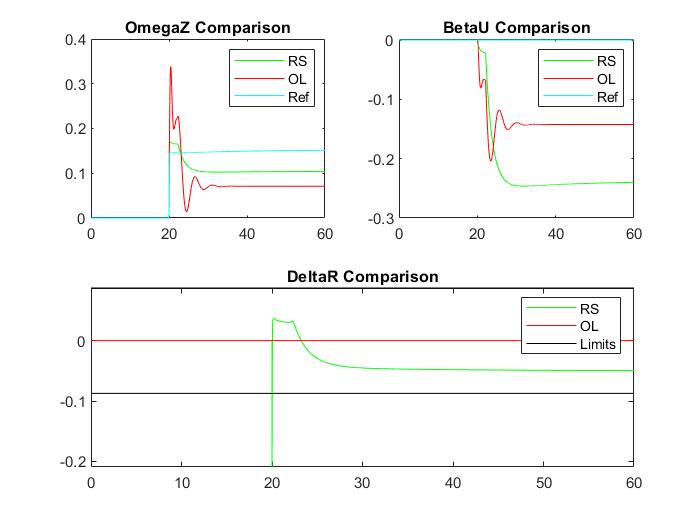 OmegaZ Comparison
0.4
0.3
0.2
0.1
0
0
20
40
60
RS
OL
Ref
BetaU Comparison
0
-0.1
-0.2
-0.3
0
20
40
60
RS
OL
Ref
DeltaR Comparison
0
-0.1
-0.2
0
10
20
30
40
50
60
RS
OL
Limits